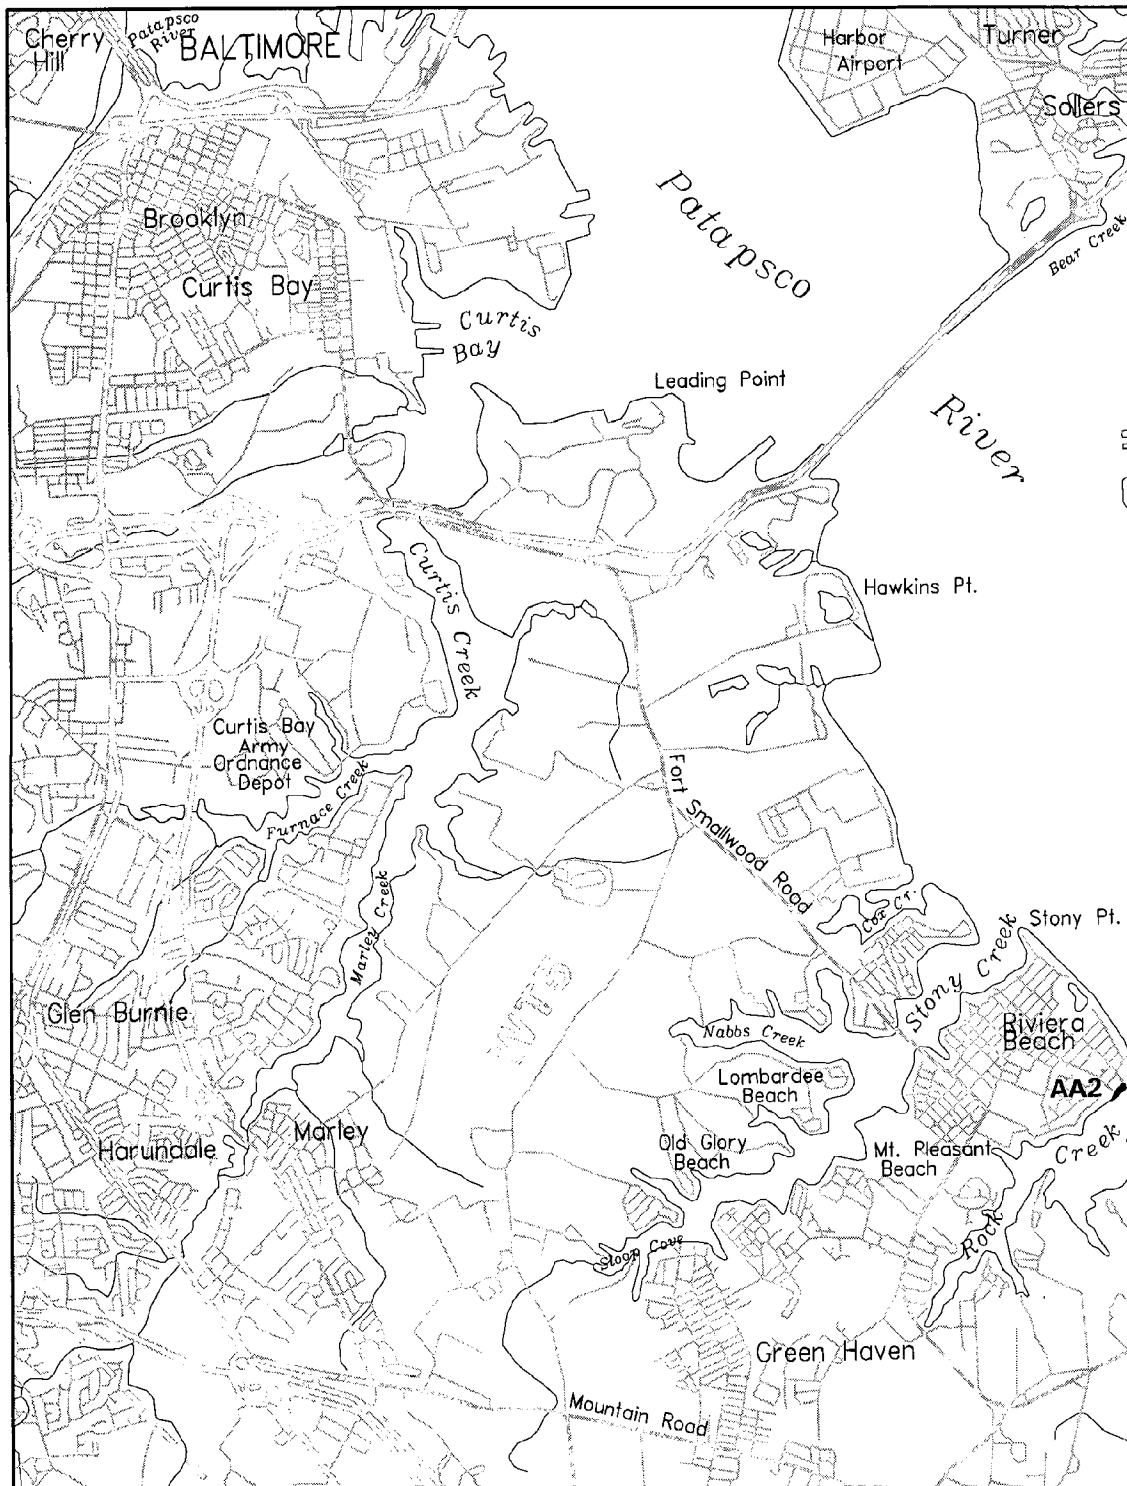 Cherry
Hill
Patapsco
River
BALTIMORE
Harbor
Airport
Turner
Sollers
Brooklyn
Curtis Bay
Patapsco
River
Bear Creek
Curtis
Bay
Leading Point
Curtis Creek
Hawkins Pt.
Curtis Bay
Army
Ordnance
Depot
Furnace Creek
Fort Smallwood Road
Marley Creek
Cox Cr.
Stony Creek
Stony Pt.
Glen Burnie
Nabbs Creek
Riviera
Beach
Lombardee
Beach
AA2
Harundale
Marley
Old Glory
Beach
Mt. Pleasant
Beach
Rock
Creek
Sloop Cove
Green Haven
Mountain Road